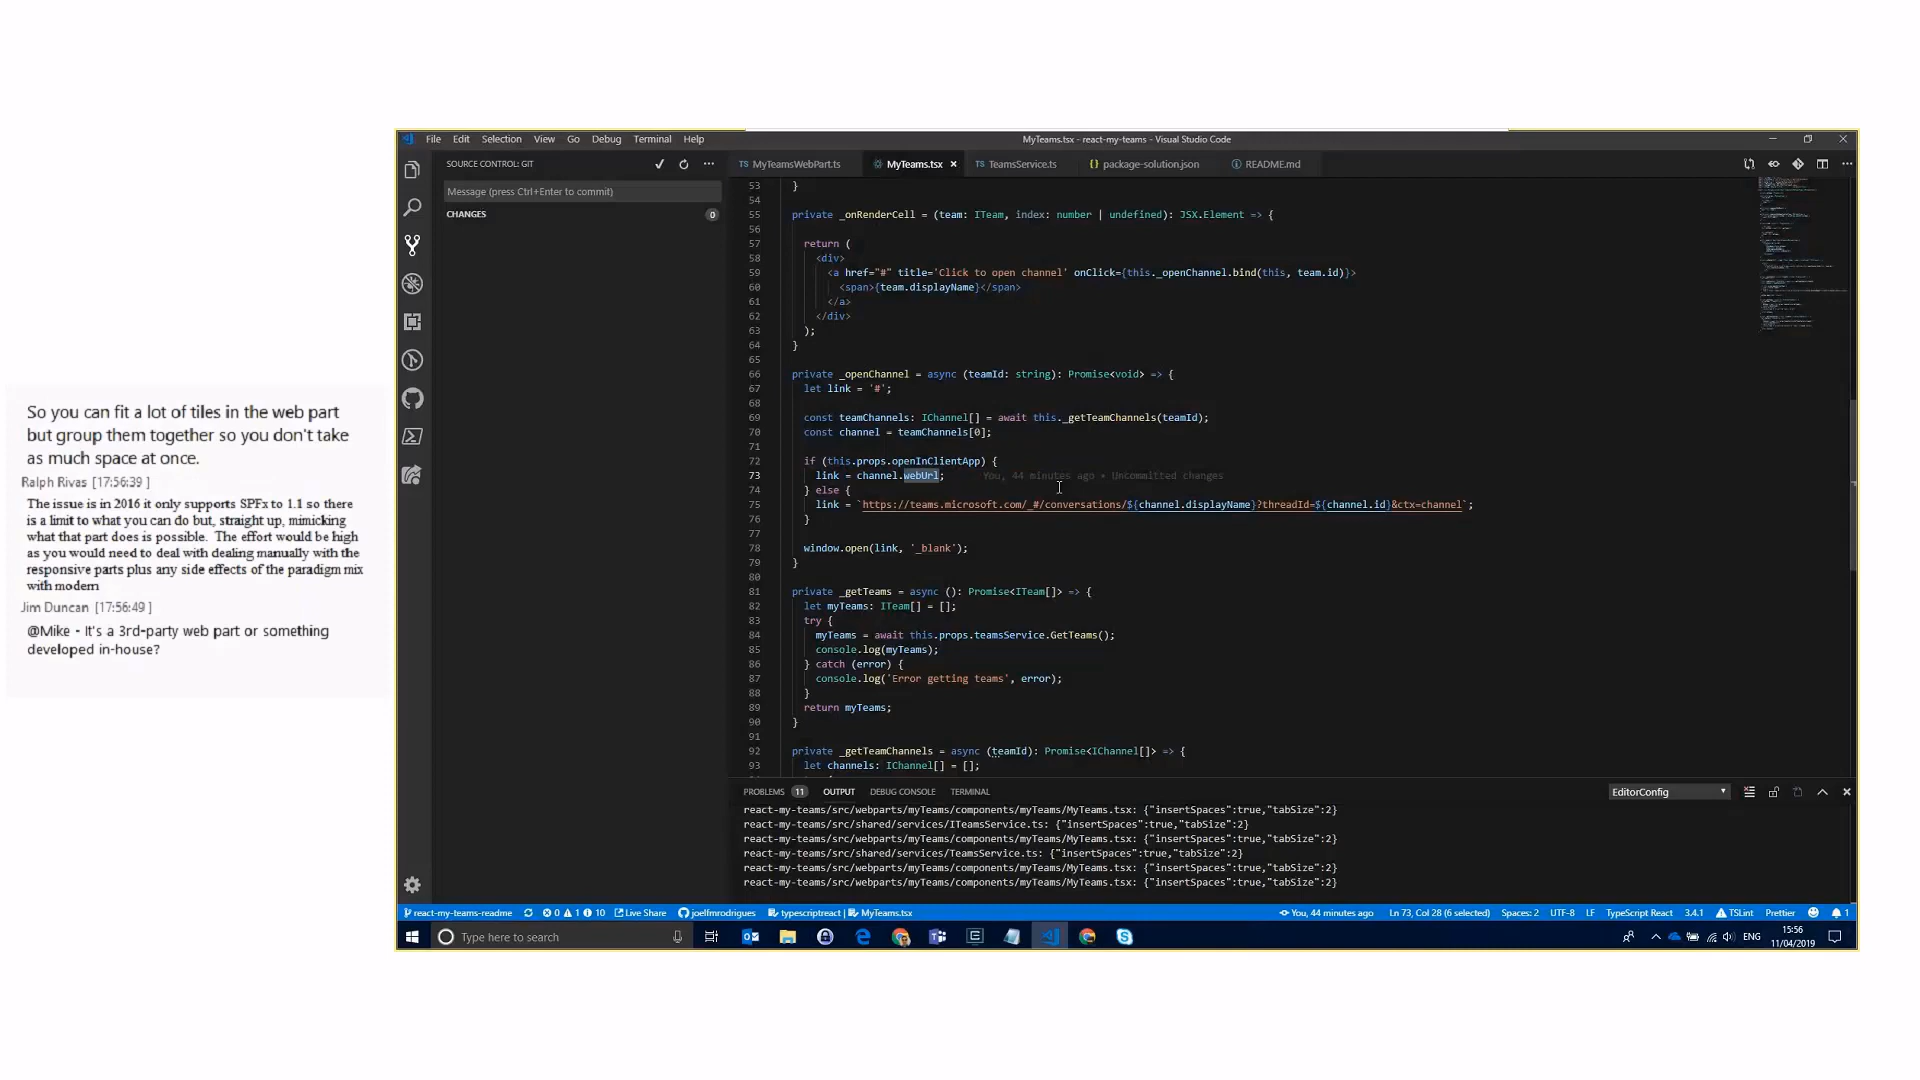 So you can fit a lot of tiles in the web part
but group them together so you don't take
as much space at once.
Ralph Rivas [17:56:39 ]
The issue is in 2016 it only supports SPFx to 1.1 so there
is a limit to what you can do but, straight up, mimicking
what that part does is possible. The effort would be high
as you would need to deal with dealing manually with the
responsive parts plus any side effects of the paradigm mix
with modern
Jim Duncan [17:56:49 ]
@Mike - It's a 3rd-party web part or something
developed in-house?
File Edit Selection View Go Debug Terminal Help
MyTeams.tsx - react-my-teams - Visual Studio Code
SOURCE CONTROL: GIT
Message (press Ctrl+Enter to commit)
CHANGES 0
TS MyTeamsWebPart.ts MyTeams.tsx TS TeamsService.ts {} package-solution.json README.md
53 }
54
55 private _onRenderCell = (team: ITeam, index: number | undefined): JSX.Element => {
56
57 return (
58 <div>
59 <a href="#" title='Click to open channel' onClick={this._openChannel.bind(this, team.id)}>
60 <span>{team.displayName}</span>
61 </a>
62 </div>
63 );
64 }
65
66 private _openChannel = async (teamId: string): Promise<void> => {
67 let link = '#';
68
69 const teamChannels: IChannel[] = await this._getTeamChannels(teamId);
70 const channel = teamChannels[0];
71
72 if (this.props.openInClientApp) {
73 link = channel.webUrl; You, 44 minutes ago • Uncommitted changes
74 } else {
75 link = `https://teams.microsoft.com/_#/conversations/${channel.displayName}?threadId=${channel.id}&ctx=channel`;
76 }
77
78 window.open(link, '_blank');
79 }
80
81 private _getTeams = async (): Promise<ITeam[]> => {
82 let myTeams: ITeam[] = [];
83 try {
84 myTeams = await this.props.teamsService.GetTeams();
85 console.log(myTeams);
86 } catch (error) {
87 console.log('Error getting teams', error);
88 }
89 return myTeams;
90 }
91
92 private _getTeamChannels = async (teamId): Promise<IChannel[]> => {
93 let channels: IChannel[] = [];
PROBLEMS 11 OUTPUT DEBUG CONSOLE TERMINAL EditorConfig
react-my-teams/src/webparts/myTeams/components/myTeams/MyTeams.tsx: {"insertSpaces":true,"tabSize":2}
react-my-teams/src/shared/services/ITeamsService.ts: {"insertSpaces":true,"tabSize":2}
react-my-teams/src/webparts/myTeams/components/myTeams/MyTeams.tsx: {"insertSpaces":true,"tabSize":2}
react-my-teams/src/shared/services/TeamsService.ts: {"insertSpaces":true,"tabSize":2}
react-my-teams/src/webparts/myTeams/components/myTeams/MyTeams.tsx: {"insertSpaces":true,"tabSize":2}
react-my-teams/src/webparts/myTeams/components/myTeams/MyTeams.tsx: {"insertSpaces":true,"tabSize":2}
react-my-teams-readme 0 1 10 Live Share joelfmrodrigues typescriptreact | MyTeams.tsx You, 44 minutes ago Ln 73, Col 28 (6 selected) Spaces: 2 UTF-8 LF TypeScript React 3.4.1 TSLint Prettier 1
Type here to search
ENG
15:56
11/04/2019